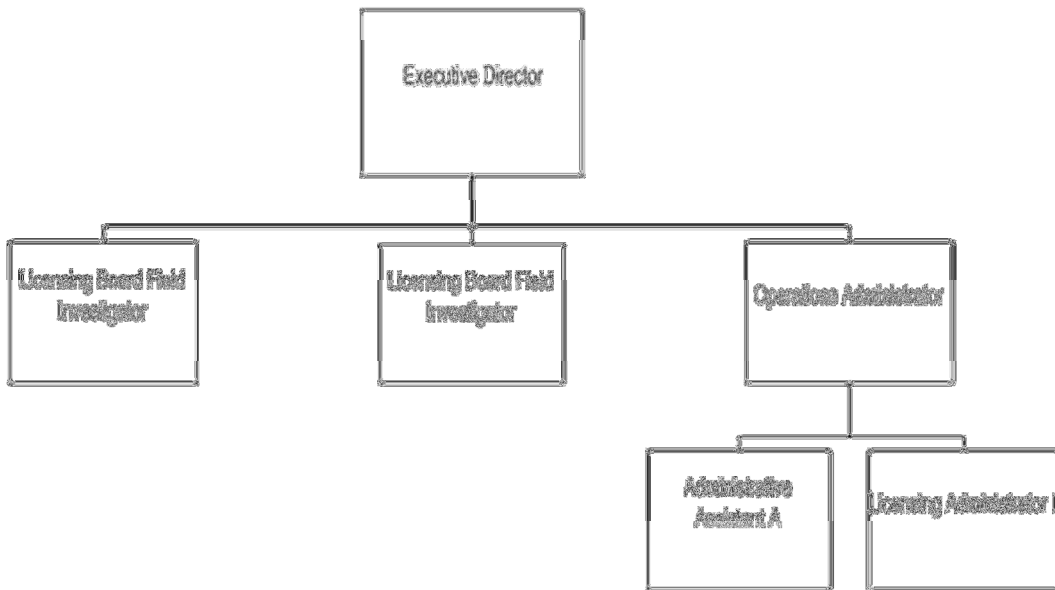 Executive Director
Licensing Board Field
Investigator
Licensing Board Field
Investigator
Operations Administrator
Administrative
Assistant A
Licensing Administrator